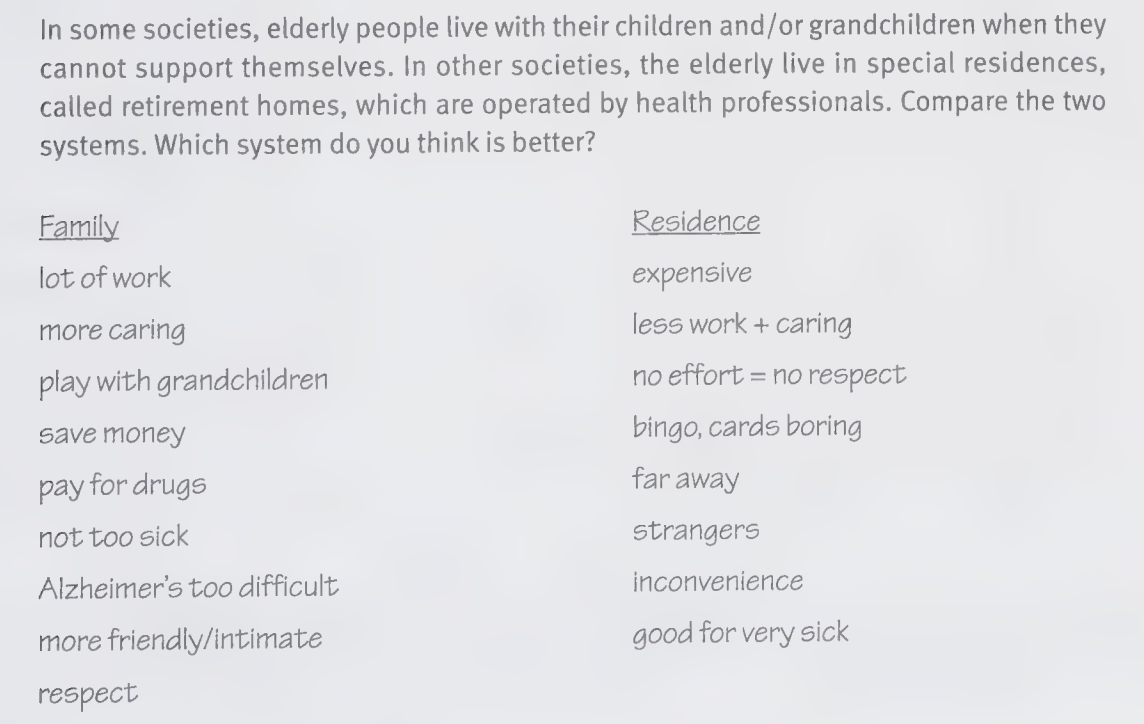 In some societies, elderly people live with their children and/or grandchildren when they
cannot support themselves. In other societies, the elderly live in special residences,
called retirement homes, which are operated by health professionals. Compare the two
systems. Which system do you think is better?
Family
lot of work
more caring
play with grandchildren
save money
pay for drugs
not too sick
Alzheimer's too difficult
more friendly/intimate
respect
Residence
expensive
less work + caring
no effort = no respect
bingo, cards boring
far away
strangers
inconvenience
good for very sick